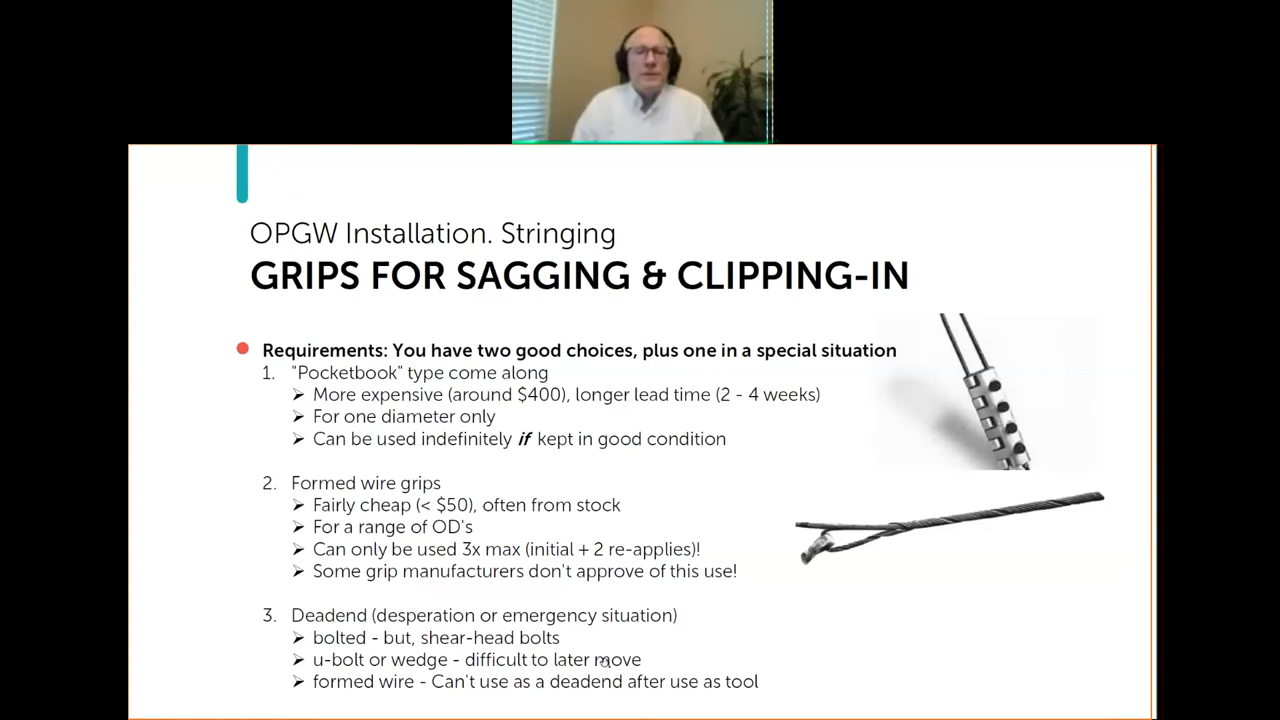 OPGW Installation. Stringing
GRIPS FOR SAGGING & CLIPPING-IN
Requirements: You have two good choices, plus one in a special situation
1. "Pocketbook" type come along
More expensive (around $400), longer lead time (2 - 4 weeks)
For one diameter only
Can be used indefinitely if kept in good condition
2. Formed wire grips
Fairly cheap (< $50), often from stock
For a range of OD's
Can only be used 3x max (initial + 2 re-applies)!
Some grip manufacturers don't approve of this use!
3. Deadend (desperation or emergency situation)
bolted - but, shear-head bolts
u-bolt or wedge - difficult to later move
formed wire - Can't use as a deadend after use as tool